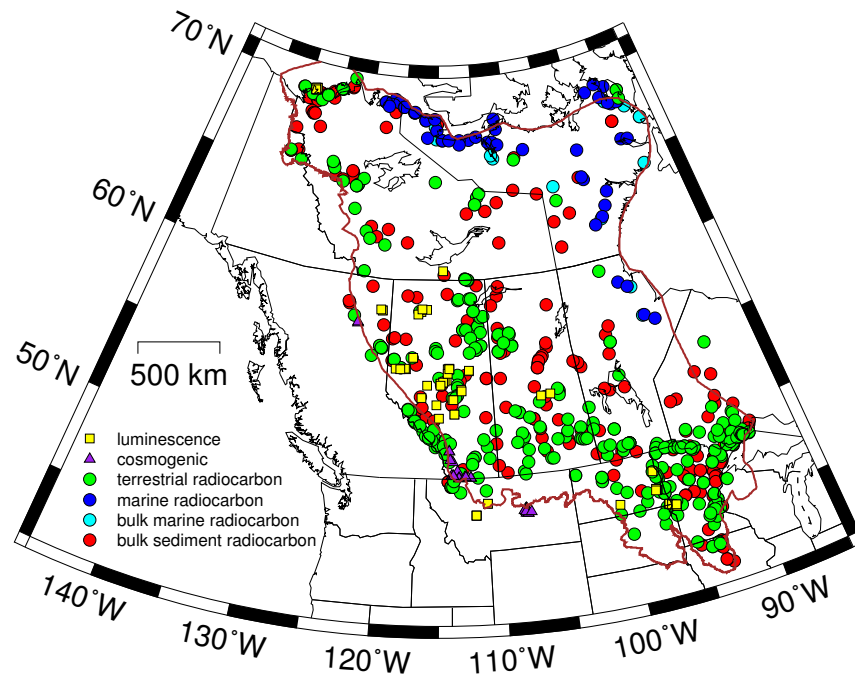 70°N
60°N
50°N
500 km
luminescence
cosmogenic
terrestrial radiocarbon
marine radiocarbon
bulk marine radiocarbon
bulk sediment radiocarbon
140°W
130°W
120°W
110°W
100°W
90°W